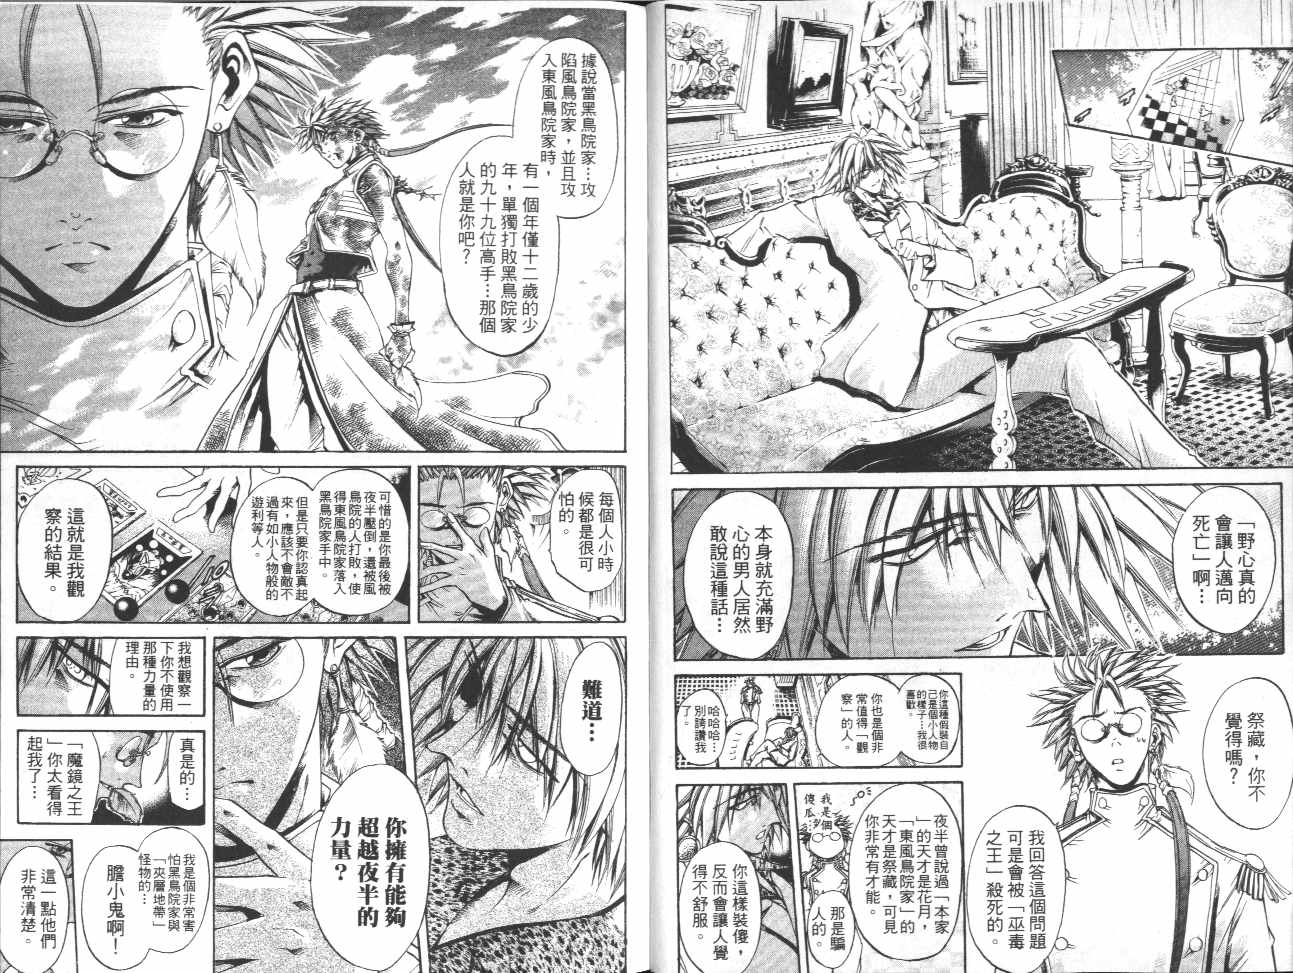 「野心真的
會讓人邁向
死亡」啊…
本身就充滿野
心的男人居然
敢說這種話…
祭藏，你不
覺得嗎？
我回答這個問題
可是會被「巫毒
之王」殺死的。
你這種假裝自
己是個小人物
的樣子…我很
喜歡。
你也是個非
常值得「觀
察」的人。
哈哈哈…
別誇讚我
了。
夜半曾說過「本家
」的天才是花月，
「東風鳥院家」的
天才是祭藏，可見
你非常有才能。
我是個
傻瓜…
那是騙
人的。
你這樣裝傻，
反而會讓人覺
得不舒服。
據說當黑鳥院家…攻
陷風鳥院家，並且攻
入東風鳥院家時，
有一個年僅十二歲的少
年，單獨打敗黑鳥院家
的九十九位高手…那個
人就是你吧？
每個人小時
候都是很可
怕的。
可惜的是你最後被
夜半壓倒，還被風
鳥院的人打敗，使
得東風鳥院家落入
黑鳥院家手中。
但是只要你認真起
來，應該不會敵不
過有如小人物般的
遊利等人。
這就是我觀
察的結果。
難道…
你擁有能夠
超越夜半的
力量？
我想觀察一
下你不使用
那種力量的
理由。
真是的…
「魔鏡之王
」你太看得
起我了…
我是個非常害
怕黑鳥院家與
「夾層地帶」
怪物的…
膽小鬼啊！
這一點他們
非常清楚。